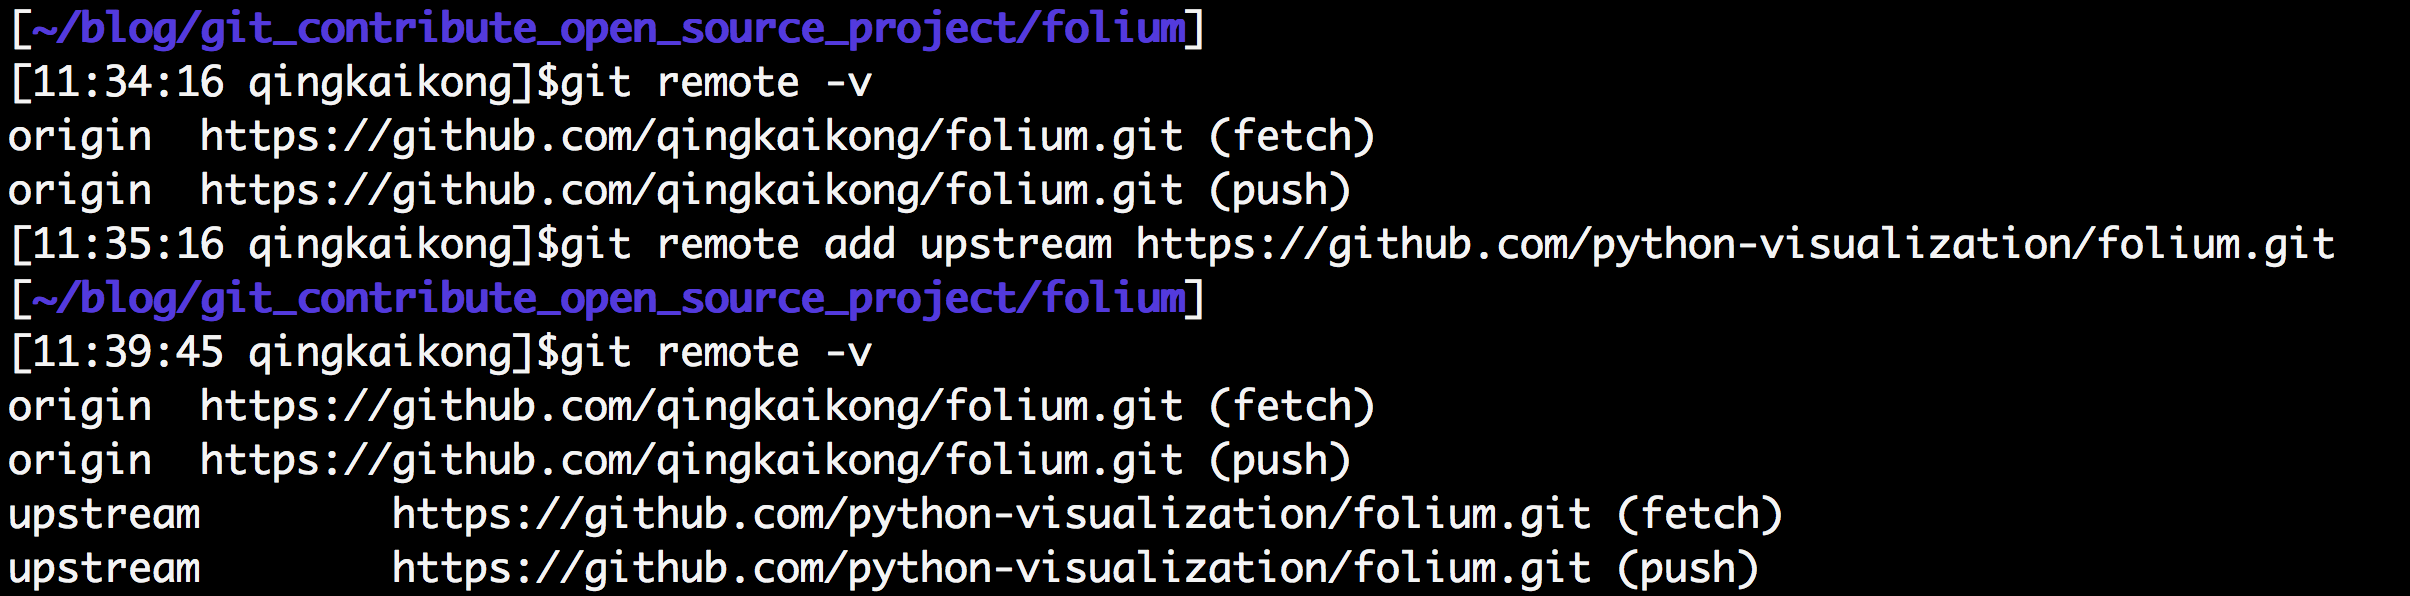 [~/blog/git_contribute_open_source_project/folium]
[11:34:16 qingkaikong]$git remote -v
origin  https://github.com/qingkaikong/folium.git (fetch)
origin  https://github.com/qingkaikong/folium.git (push)
[11:35:16 qingkaikong]$git remote add upstream https://github.com/python-visualization/folium.git
[~/blog/git_contribute_open_source_project/folium]
[11:39:45 qingkaikong]$git remote -v
origin  https://github.com/qingkaikong/folium.git (fetch)
origin  https://github.com/qingkaikong/folium.git (push)
upstream        https://github.com/python-visualization/folium.git (fetch)
upstream        https://github.com/python-visualization/folium.git (push)